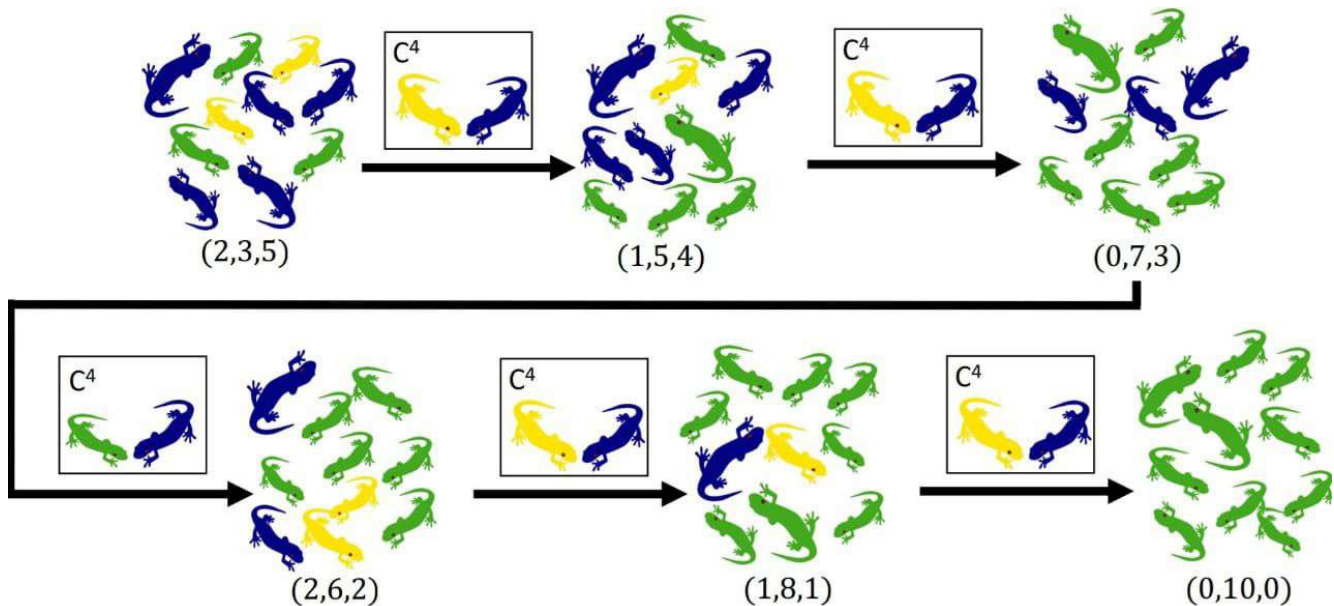 C⁴
C⁴
(2,3,5)
(1,5,4)
(0,7,3)
C⁴
C⁴
C⁴
(2,6,2)
(1,8,1)
(0,10,0)